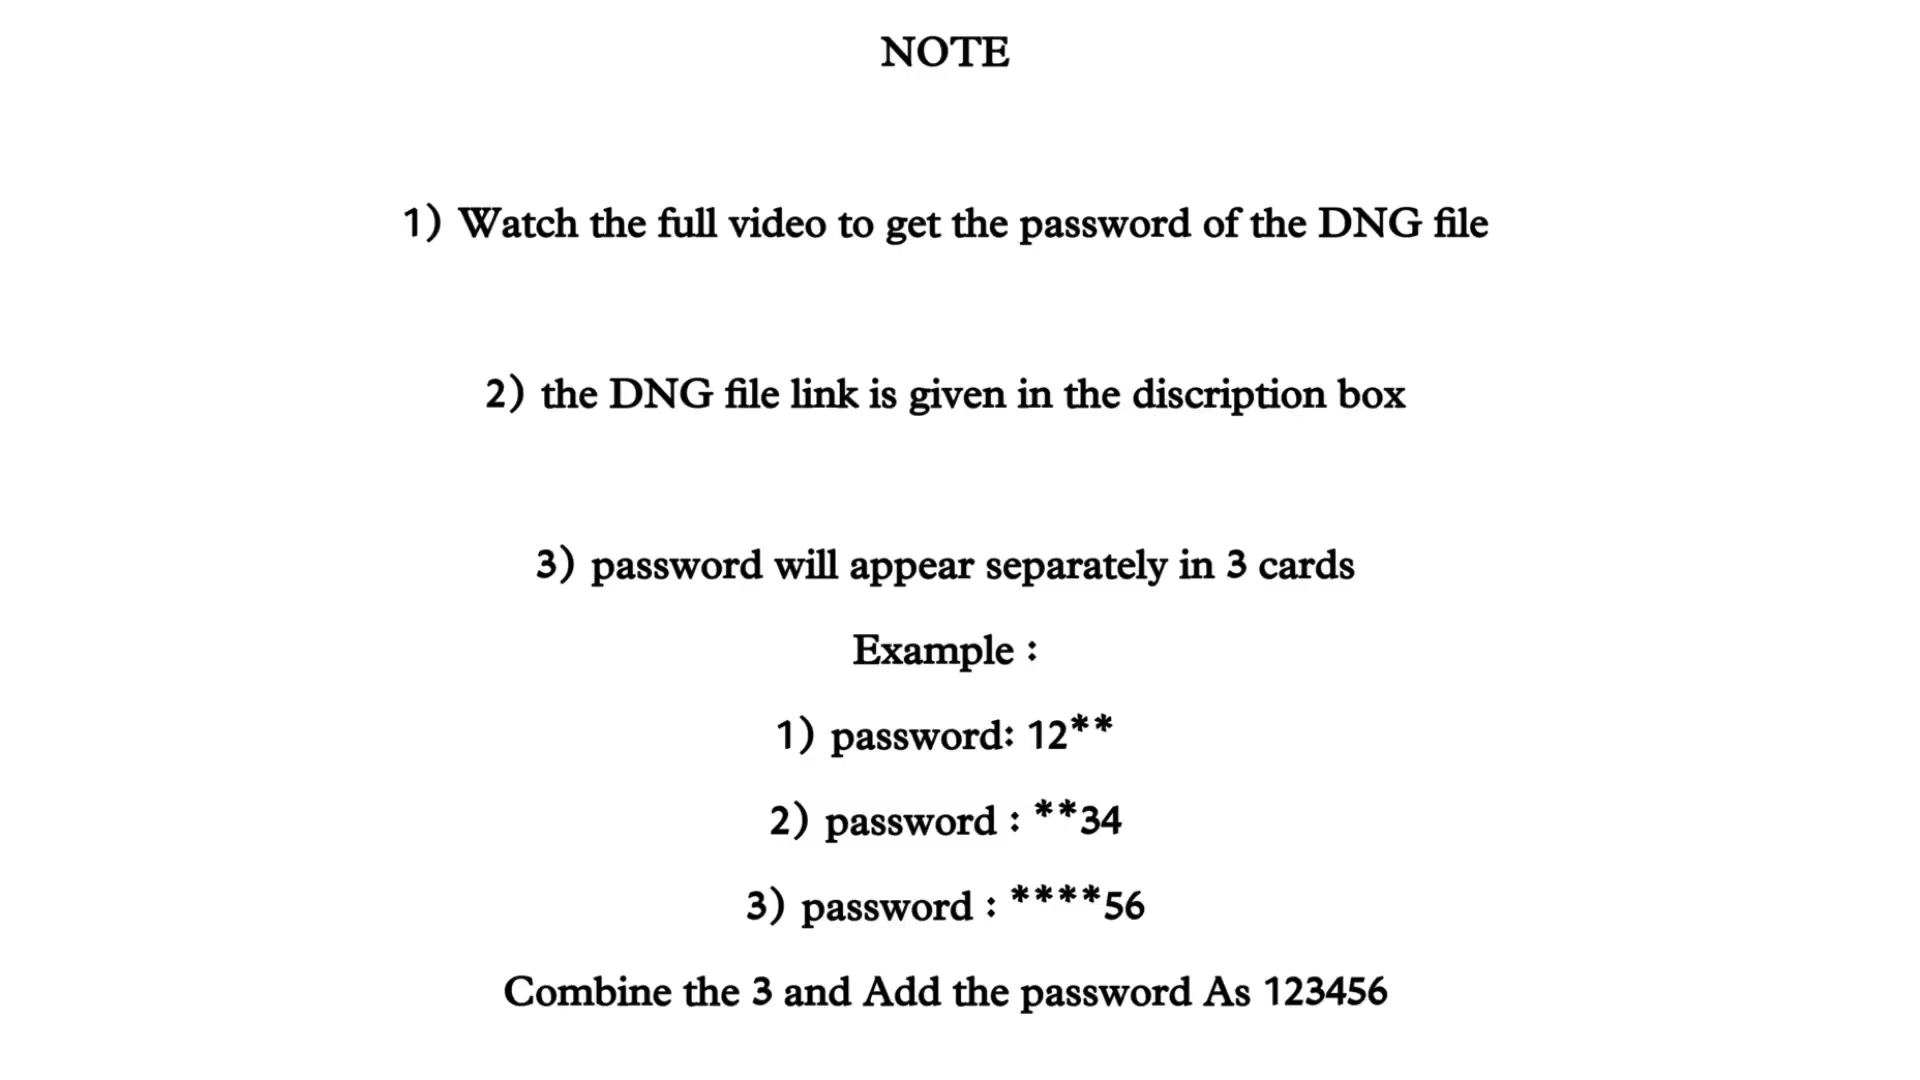 NOTE
1) Watch the full video to get the password of the DNG file
2) the DNG file link is given in the discription box
3) password will appear separately in 3 cards
Example :
1) password: 12**
2) password : **34
3) password : ****56
Combine the 3 and Add the password As 123456